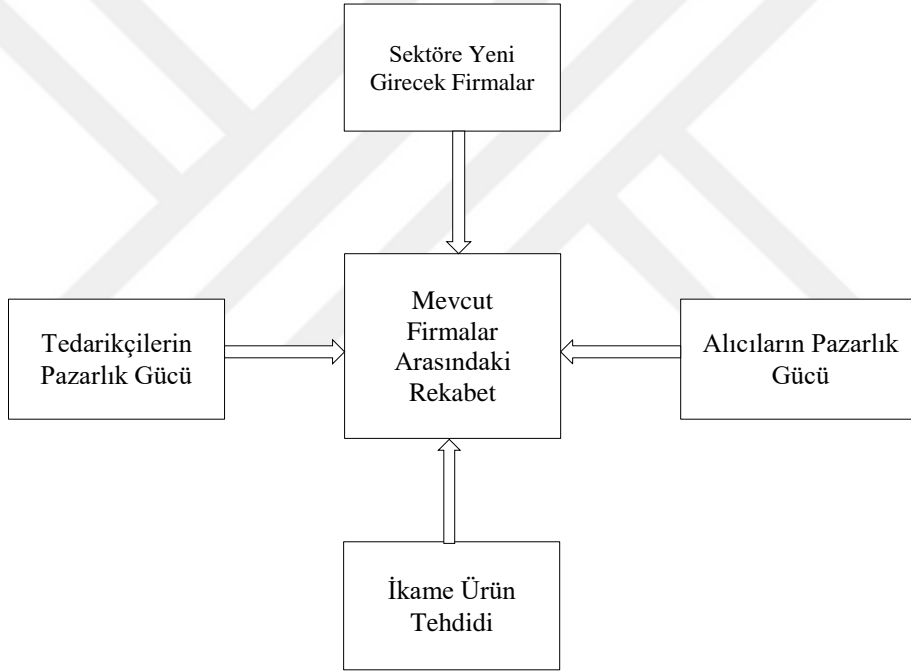 Sektöre Yeni
Girecek Firmalar
Tedarikçilerin
Pazarlık Gücü
Mevcut
Firmalar
Arasındaki
Rekabet
Alıcıların Pazarlık
Gücü
İkame Ürün
Tehdidi